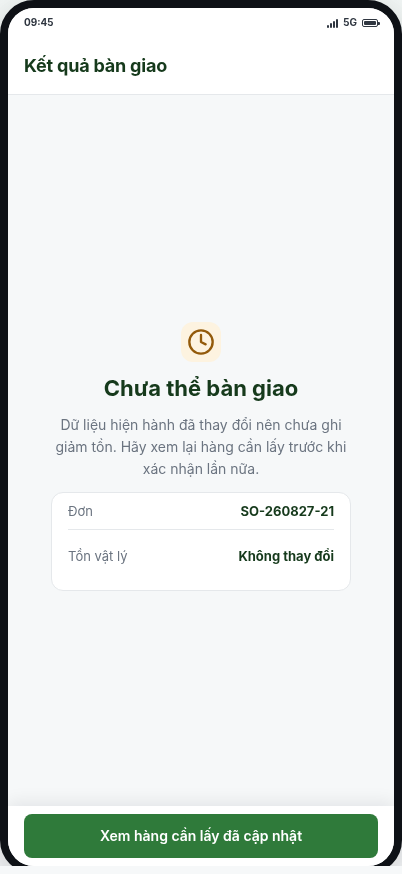 09:45
5G
Kết quả bàn giao
Chưa thể bàn giao
Dữ liệu hiện hành đã thay đổi nên chưa ghi
giảm tồn. Hãy xem lại hàng cần lấy trước khi
xác nhận lần nữa.
Đơn SO-260827-21
Tồn vật lý Không thay đổi
Xem hàng cần lấy đã cập nhật